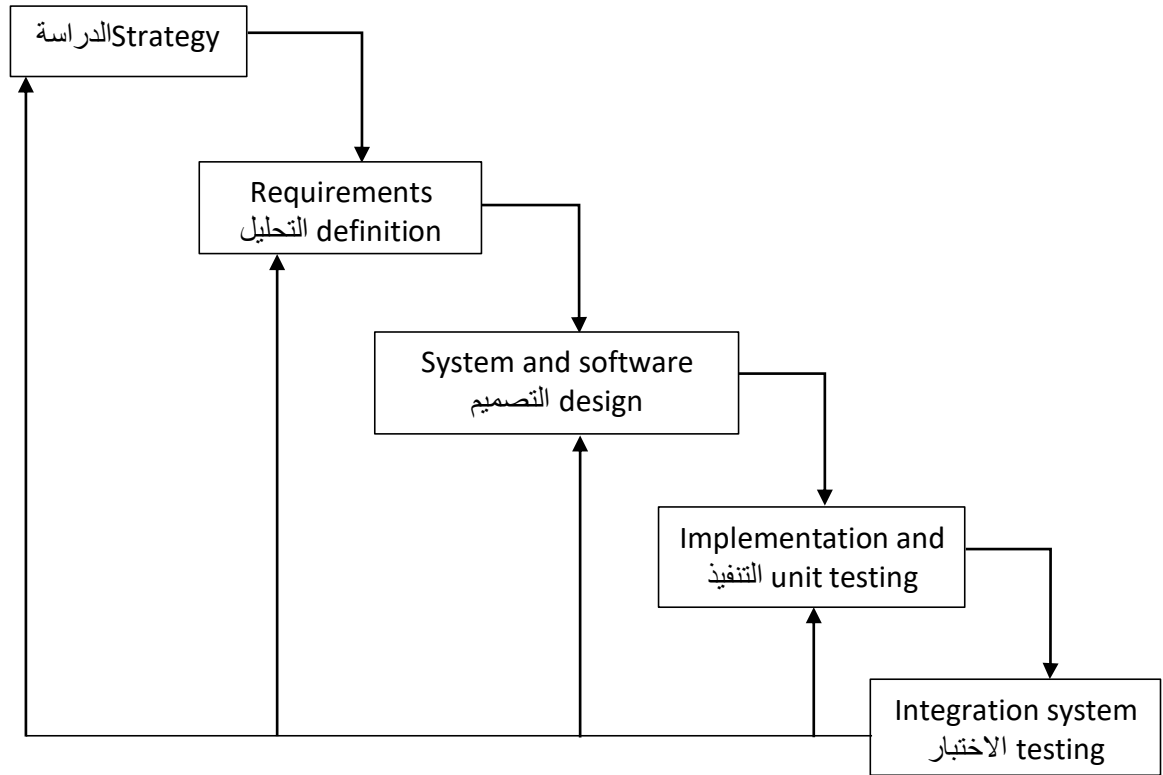 الدراسةStrategy
Requirements
التحليل definition
System and software
التصميم design
Implementation and
التنفيذ unit testing
Integration system
الاختبار testing